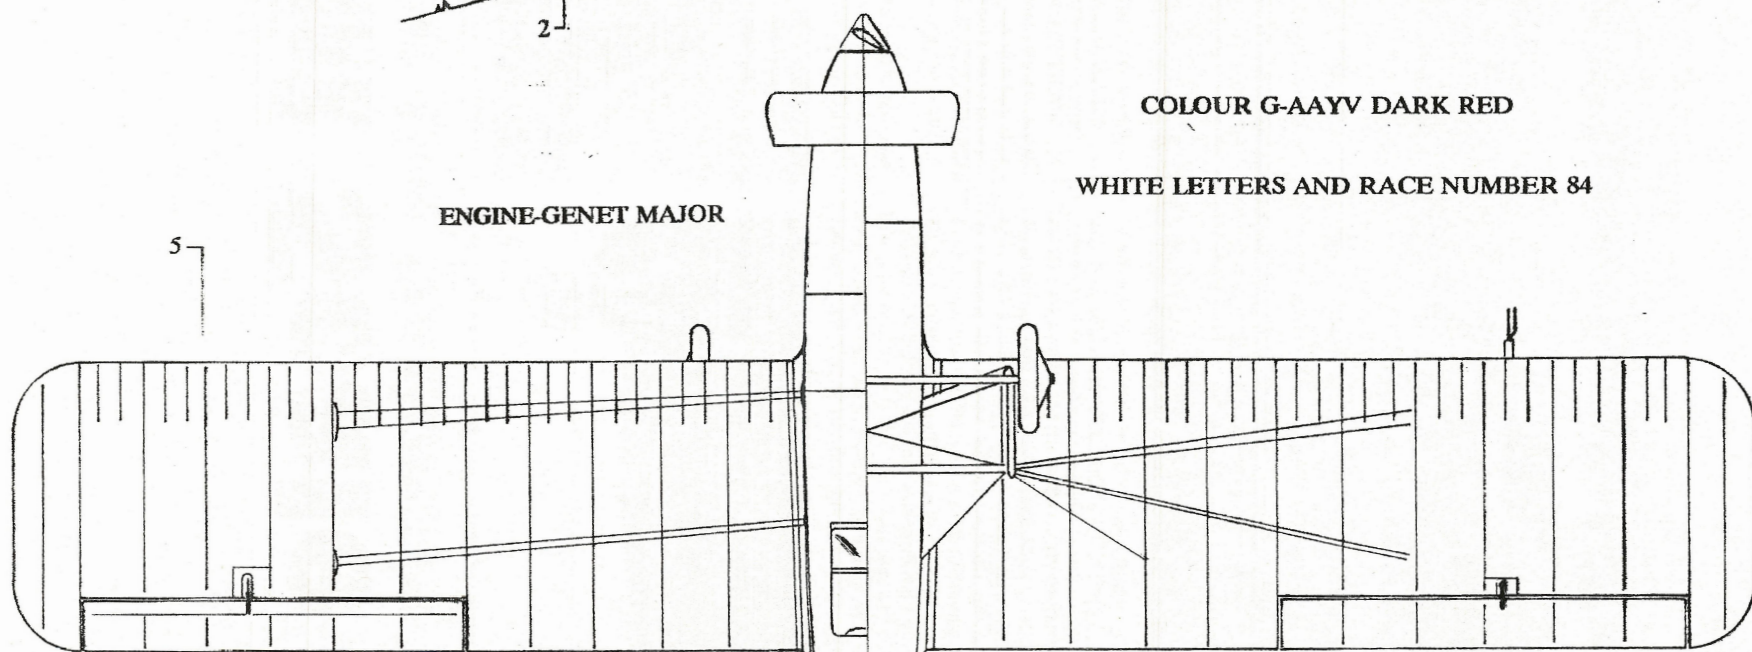 2
COLOUR G-AAYV DARK RED
WHITE LETTERS AND RACE NUMBER 84
ENGINE-GENET MAJOR
5